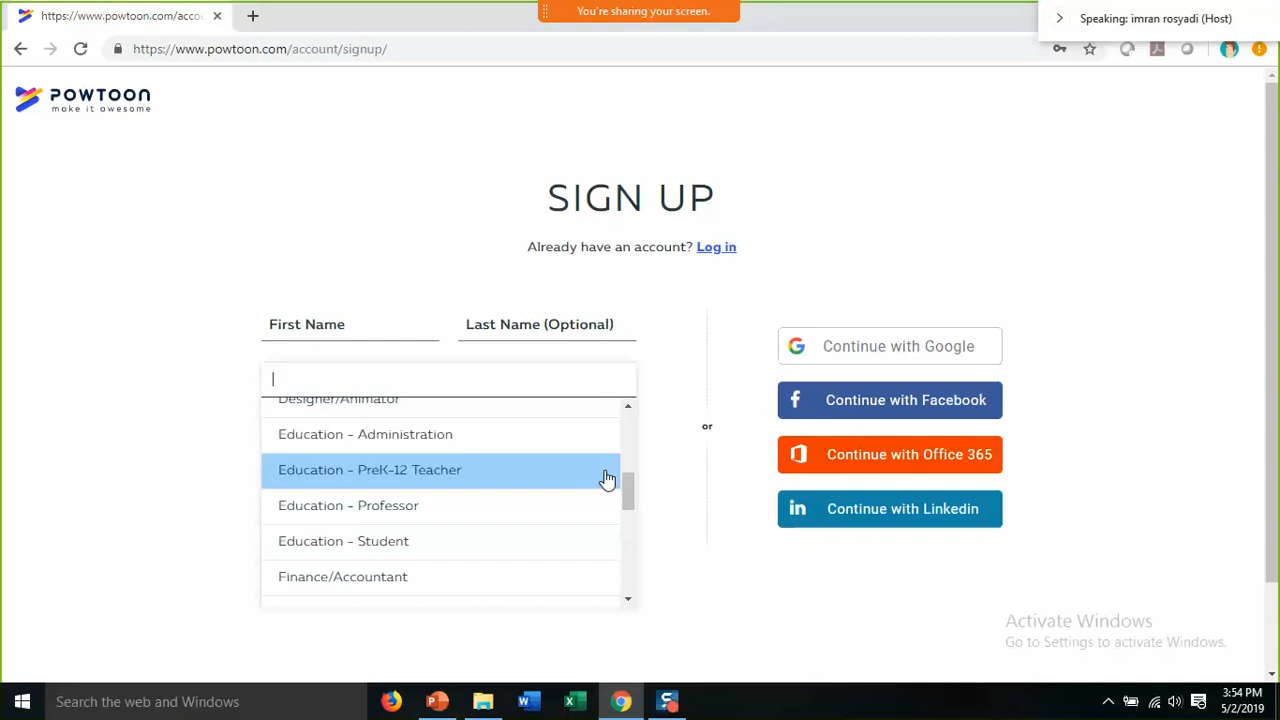 https://www.powtoon.com/acco
You're sharing your screen.
Speaking: imran rosyadi (Host)
https://www.powtoon.com/account/signup/
POWTOON
make it awesome
SIGN UP
Already have an account? Log in
First Name
Last Name (Optional)
Designer/Animator
Education - Administration
Education - PreK-12 Teacher
Education - Professor
Education - Student
Finance/Accountant
or
Continue with Google
Continue with Facebook
Continue with Office 365
Continue with Linkedin
Activate Windows
Go to Settings to activate Windows.
Search the web and Windows
3:54 PM
5/2/2019